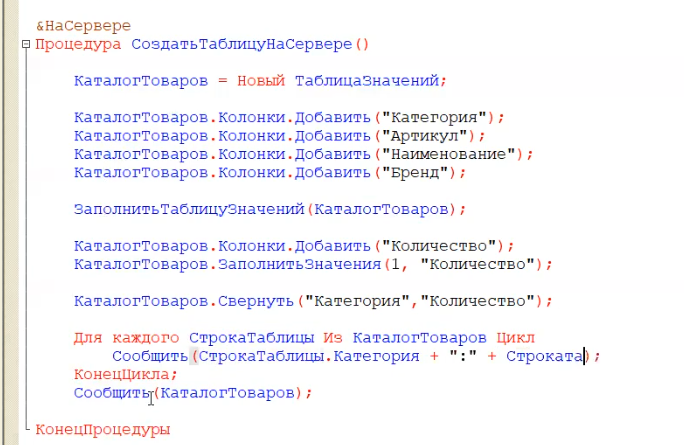 &НаСервере
Процедура СоздатьТаблицуНаСервере()
КаталогТоваров = Новый ТаблицаЗначений;
КаталогТоваров.Колонки.Добавить("Категория");
КаталогТоваров.Колонки.Добавить("Артикул");
КаталогТоваров.Колонки.Добавить("Наименование");
КаталогТоваров.Колонки.Добавить("Бренд");
ЗаполнитьТаблицуЗначений(КаталогТоваров);
КаталогТоваров.Колонки.Добавить("Количество");
КаталогТоваров.ЗаполнитьЗначения(1, "Количество");
КаталогТоваров.Свернуть("Категория","Количество");
Для каждого СтрокаТаблицы Из КаталогТоваров Цикл
Сообщить(СтрокаТаблицы.Категория + ":" + Строката);
КонецЦикла;
Сообщить(КаталогТоваров);
КонецПроцедуры